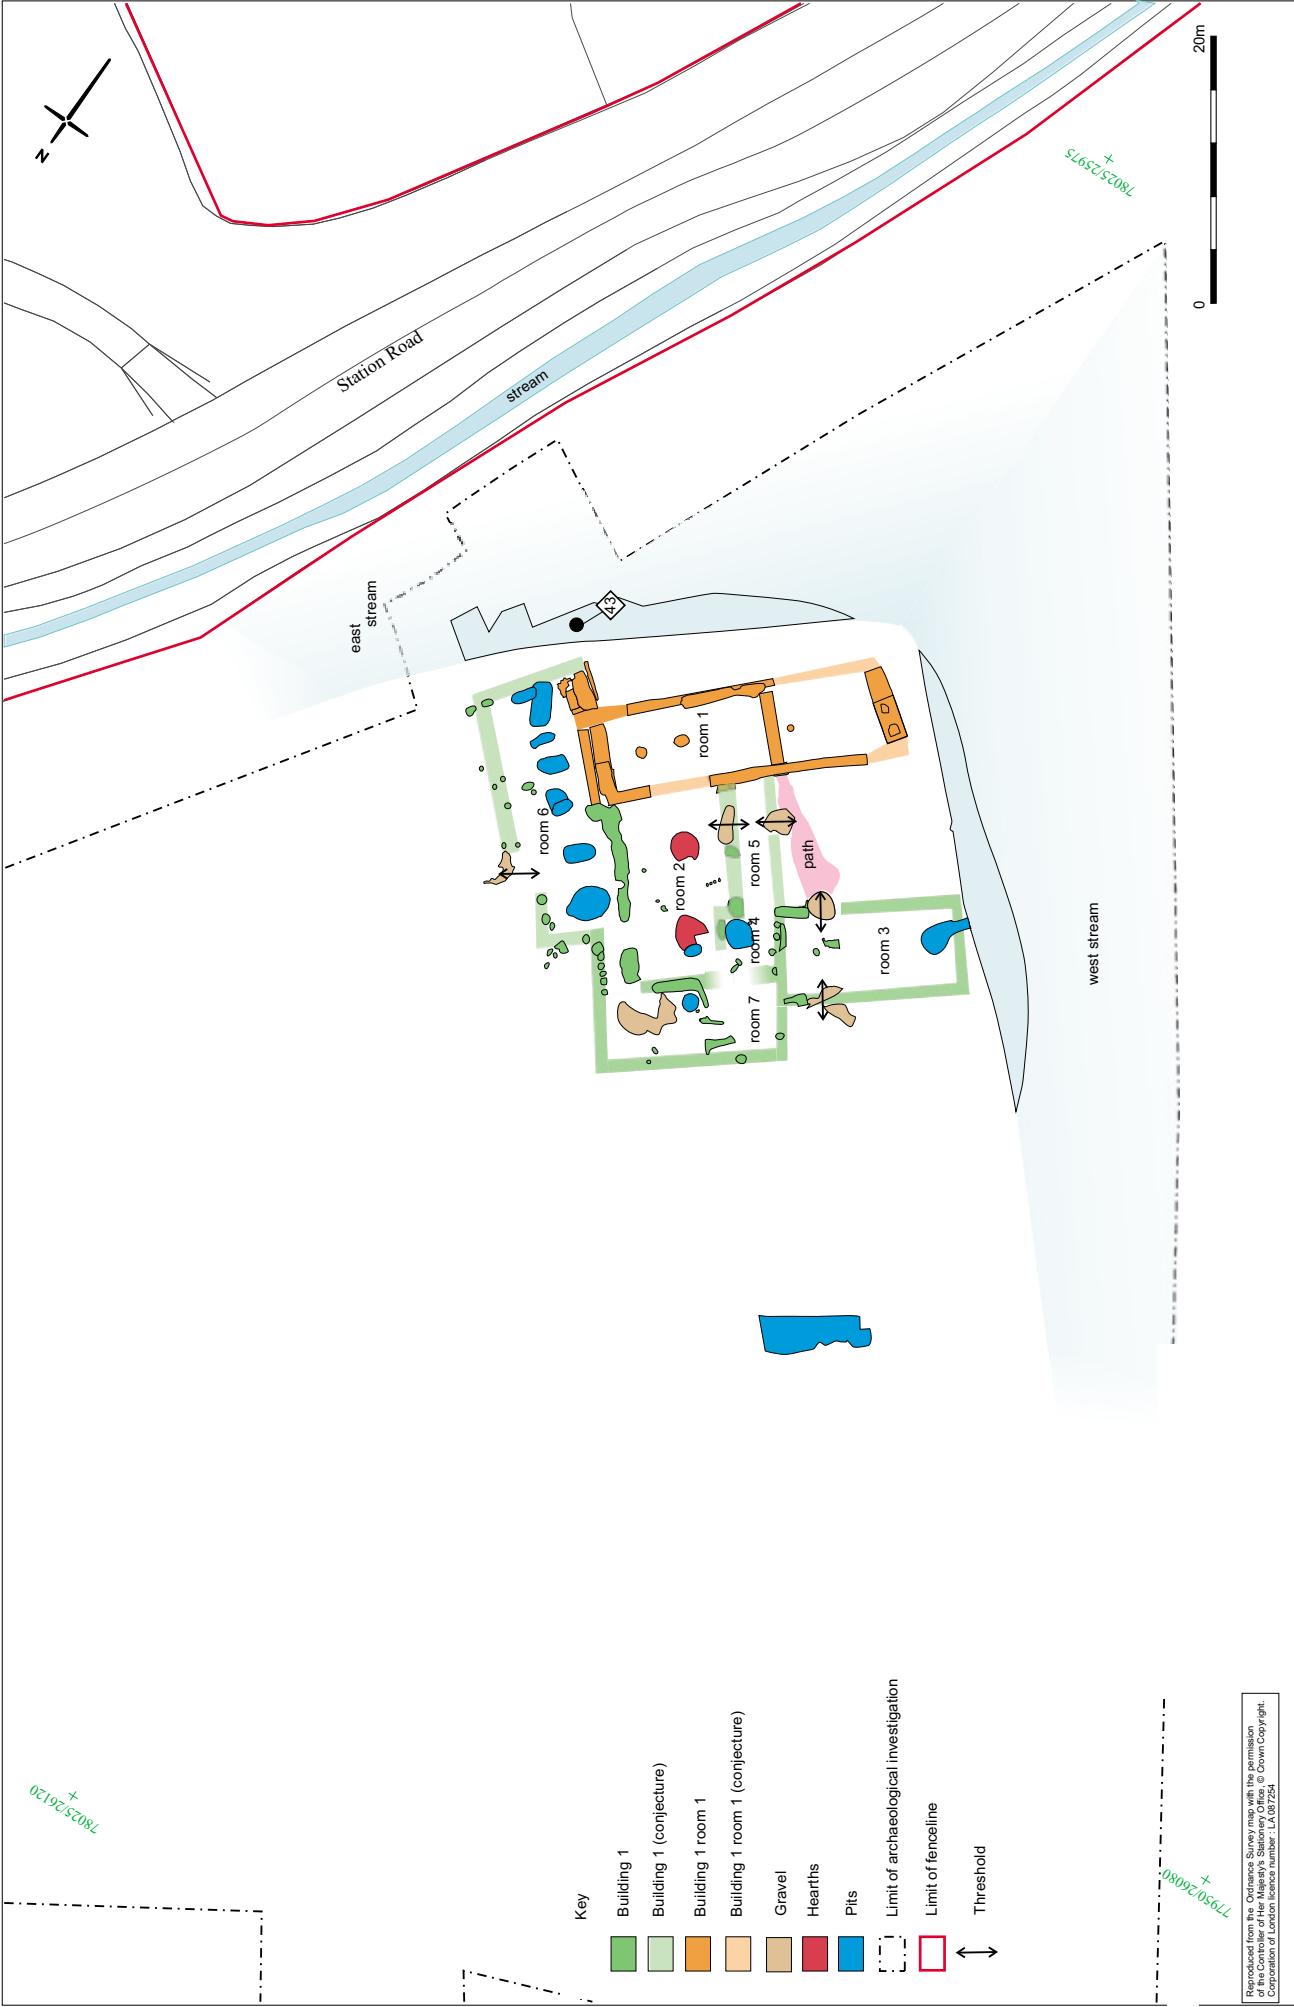 N
Station Road
stream
east
stream
43
78025/25975
20m
0
room 1
room 6
room 2
room 5
path
room 4
room 3
room 7
west stream
78025/26120
77950/26080
Key
Building 1
Building 1 (conjecture)
Building 1 room 1
Building 1 room 1 (conjecture)
Gravel
Hearths
Pits
Limit of archaeological investigation
Limit of fenceline
Threshold
Reproduced from the Ordnance Survey map with the permission
of the Controller of Her Majesty's Stationery Office, © Crown Copyright.
Corporation of London licence number : LA 087254